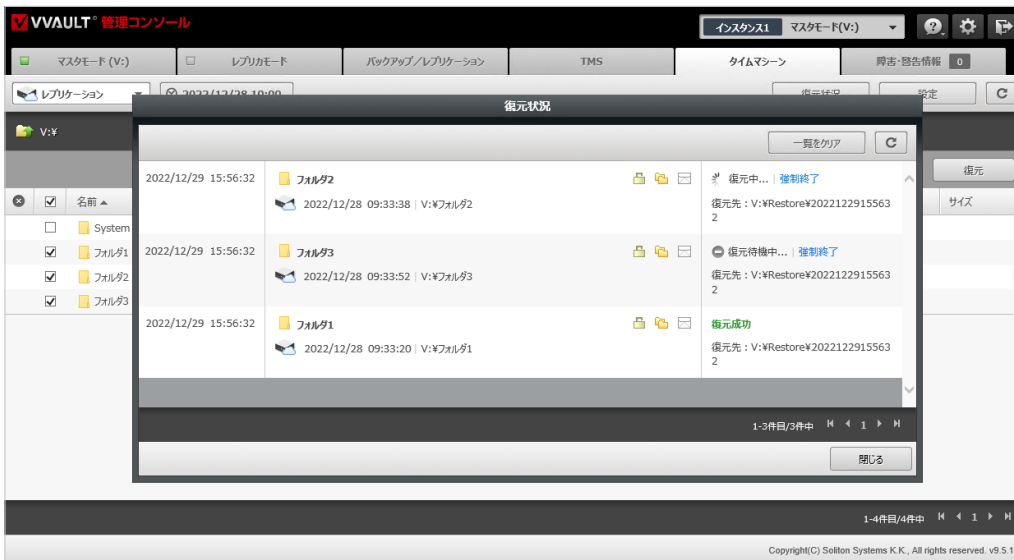 VVAULT° 管理コンソール
インスタンス1 マスタモード(V:)
マスタモード (V:) レプリカモード バックアップ／レプリケーション TMS タイムマシーン 障害・警告情報 0
レプリケーション 2022/12/28 10:00 復元状況 設定
復元状況
V:¥
一覧をクリア
復元
名前 サイズ
System
フォルダ1
フォルダ2
フォルダ3
2022/12/29 15:56:32 フォルダ2 復元中... | 強制終了
2022/12/28 09:33:38 | V:¥フォルダ2 復元先：V:¥Restore¥2022122915563
2
2022/12/29 15:56:32 フォルダ3 復元待機中... | 強制終了
2022/12/28 09:33:52 | V:¥フォルダ3 復元先：V:¥Restore¥2022122915563
2
2022/12/29 15:56:32 フォルダ1 復元成功
2022/12/28 09:33:20 | V:¥フォルダ1 復元先：V:¥Restore¥2022122915563
2
1-3件目/3件中 1
閉じる
1-4件目/4件中 1
Copyright(C) Soliton Systems K.K., All rights reserved. v9.5.1